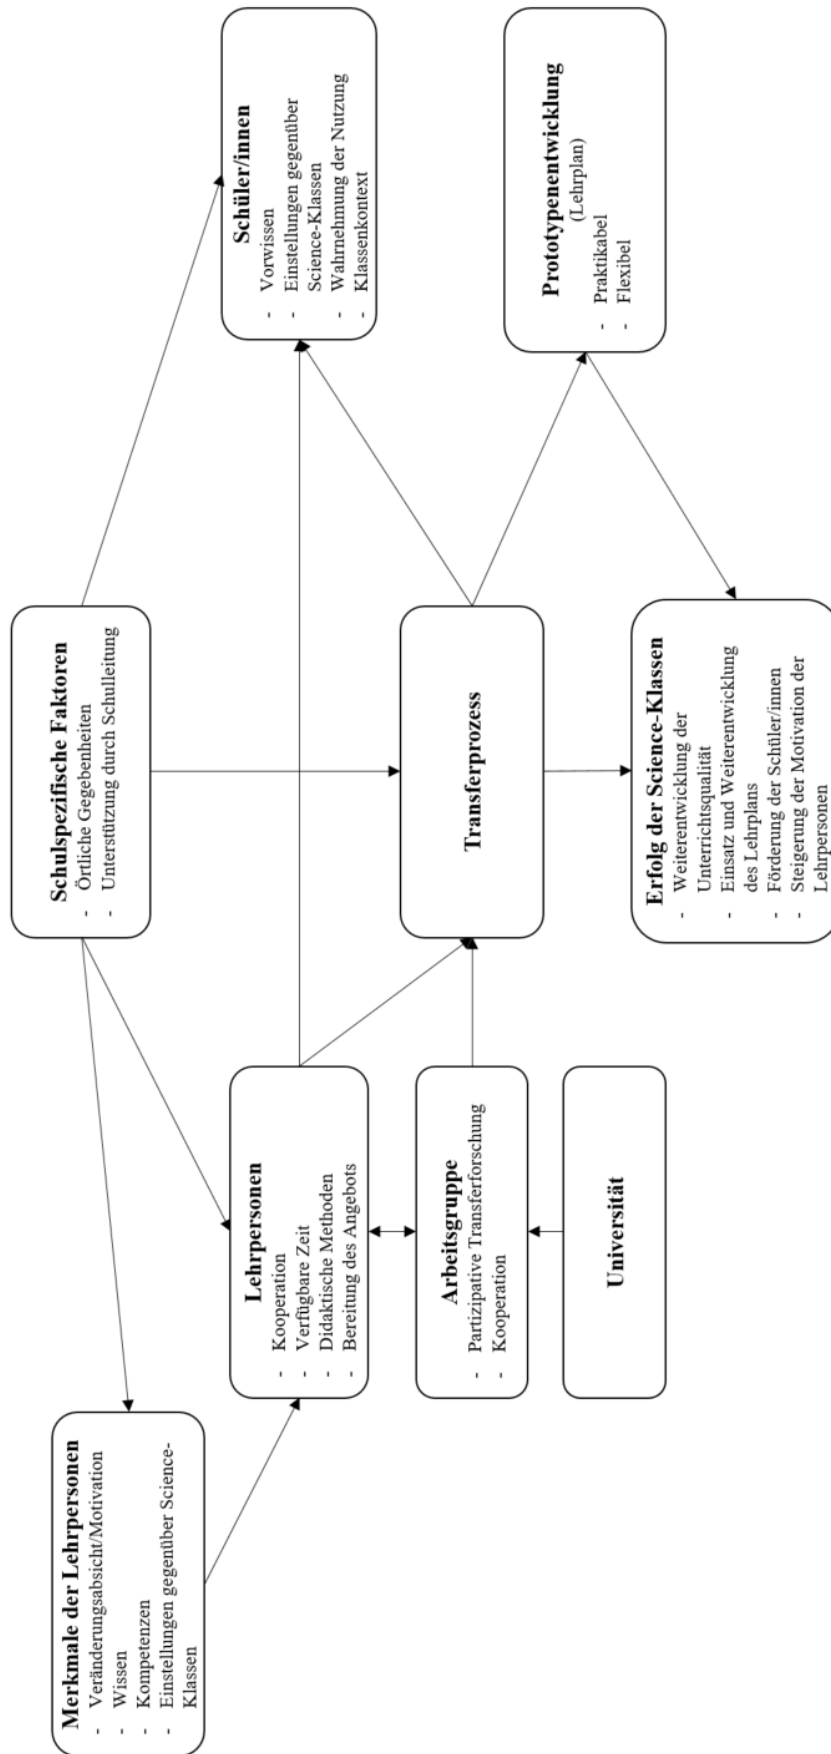 Merkmale der Lehrpersonen
- Veränderungsabsicht/Motivation
- Wissen
- Kompetenzen
- Einstellungen gegenüber Science-
Klassen
Schulspezifische Faktoren
- Örtliche Gegebenheiten
- Unterstützung durch Schulleitung
Lehrpersonen
- Kooperation
- Verfügbare Zeit
- Didaktische Methoden
- Bereitung des Angebots
Schüler/innen
- Vorwissen
- Einstellungen gegenüber
Science-Klassen
- Wahrnehmung der Nutzung
- Klassenkontext
Arbeitsgruppe
- Partizipative Transferforschung
- Kooperation
Transferprozess
Prototypenentwicklung
(Lehrplan)
- Praktikabel
- Flexibel
Universität
Erfolg der Science-Klassen
- Weiterentwicklung der
Unterrichtsqualität
- Einsatz und Weiterentwicklung
des Lehrplans
- Förderung der Schüler/innen
- Steigerung der Motivation der
Lehrpersonen